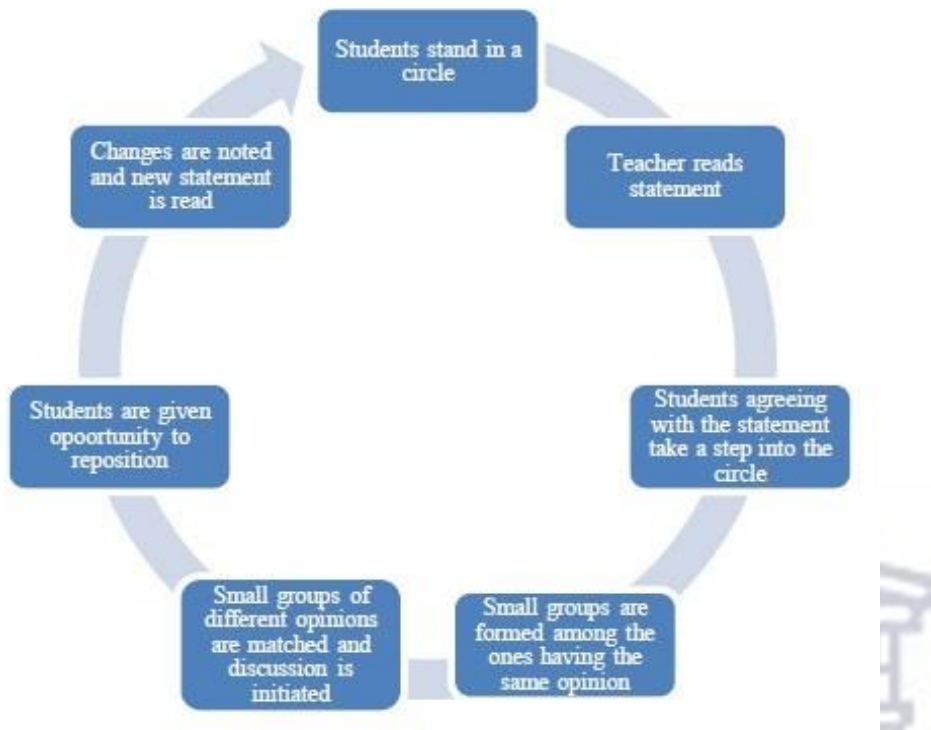 Students stand in a
circle
Teacher reads
statement
Students agreeing
with the statement
take a step into the
circle
Small groups are
formed among the
ones having the
same opinion
Small groups of
different opinions
are matched and
discussion is
initiated
Students are given
opoortunity to
reposition
Changes are noted
and new statement
is read